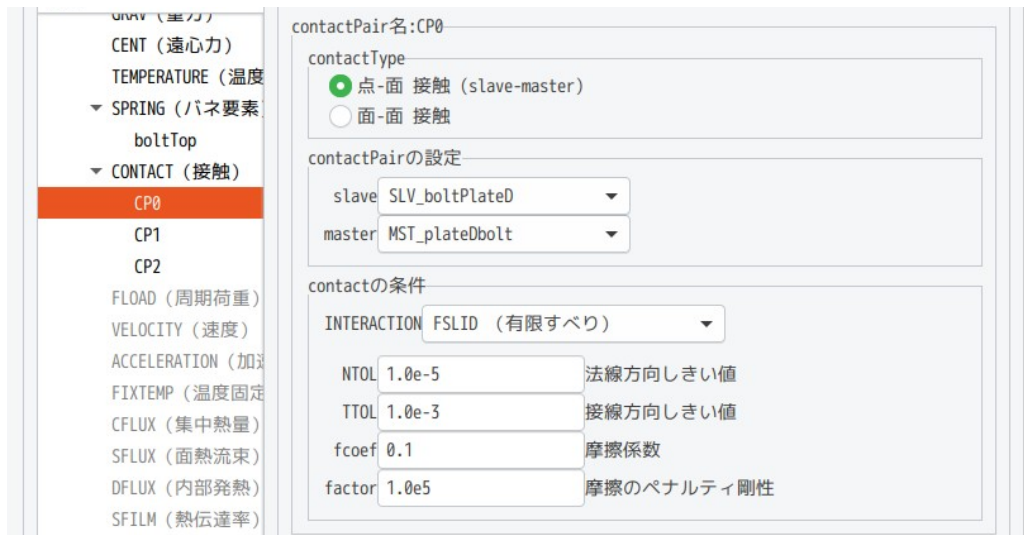 GRAV (重力)
CENT (遠心力)
TEMPERATURE (温度
SPRING (バネ要素)
boltTop
CONTACT (接触)
CP0
CP1
CP2
FLOAD (周期荷重)
VELOCITY (速度)
ACCELERATION (加速
FIXTEMP (温度固定
CFLUX (集中熱量)
SFLUX (面熱流束)
DFLUX (内部発熱)
SFILM (熱伝達率)
contactPair名:CP0
contactType
点-面 接触 (slave-master)
面-面 接触
contactPairの設定
slave SLV_boltPlateD
master MST_plateDbolt
contactの条件
INTERACTION FSLID (有限すべり)
NTOL 1.0e-5 法線方向しきい値
TTOL 1.0e-3 接線方向しきい値
fcoef 0.1 摩擦係数
factor 1.0e5 摩擦のペナルティ剛性